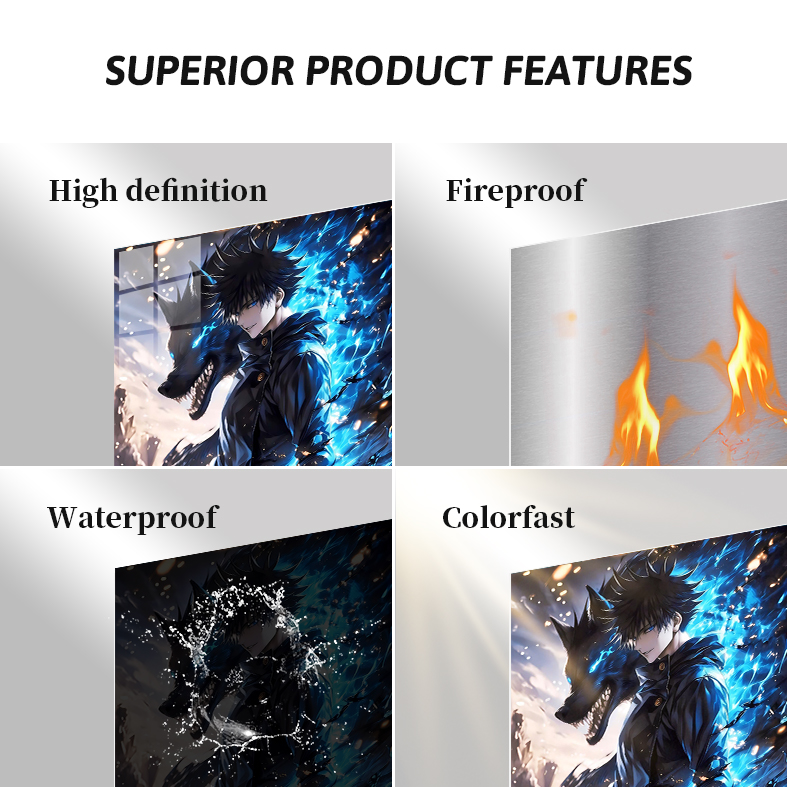 SUPERIOR PRODUCT FEATURES
High definition
Fireproof
Waterproof
Colorfast